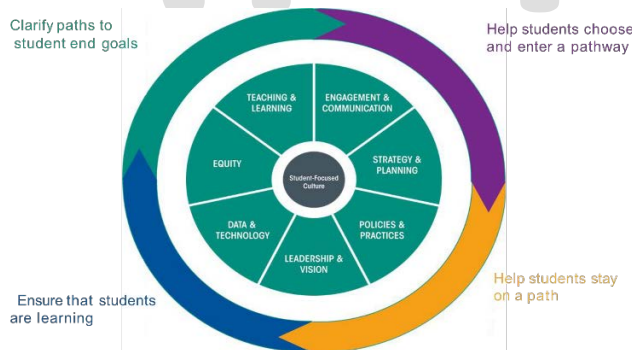 Clarify paths to
student end goals
Help students choose
and enter a pathway
TEACHING &
LEARNING
ENGAGEMENT &
COMMUNICATION
EQUITY
STRATEGY &
PLANNING
Student-Focused
Culture
DATA &
TECHNOLOGY
POLICIES &
PRACTICES
LEADERSHIP &
VISION
Help students stay
on a path
Ensure that students
are learning